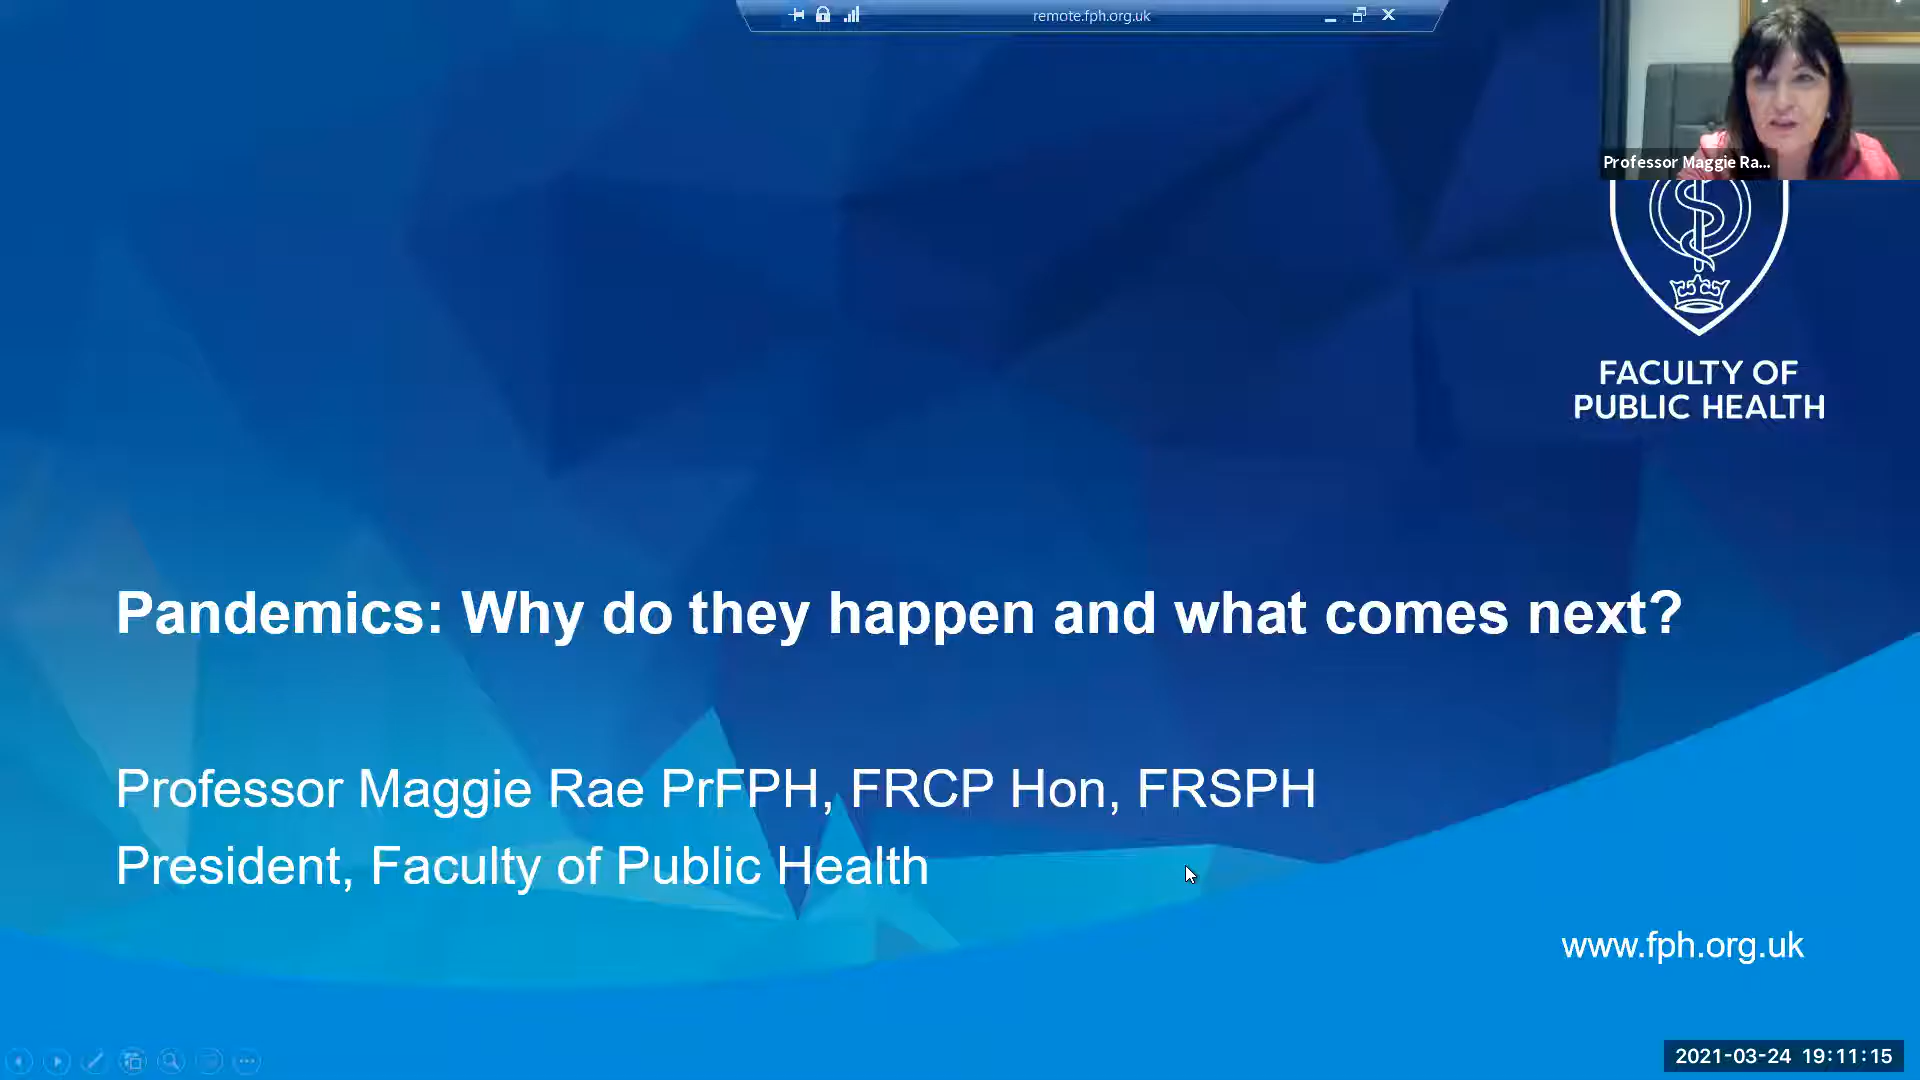 remote.fph.org.uk
Professor Maggie Ra...
FACULTY OF
PUBLIC HEALTH
Pandemics: Why do they happen and what comes next?
Professor Maggie Rae PrFPH, FRCP Hon, FRSPH
President, Faculty of Public Health
www.fph.org.uk
2021-03-24 19:11:15